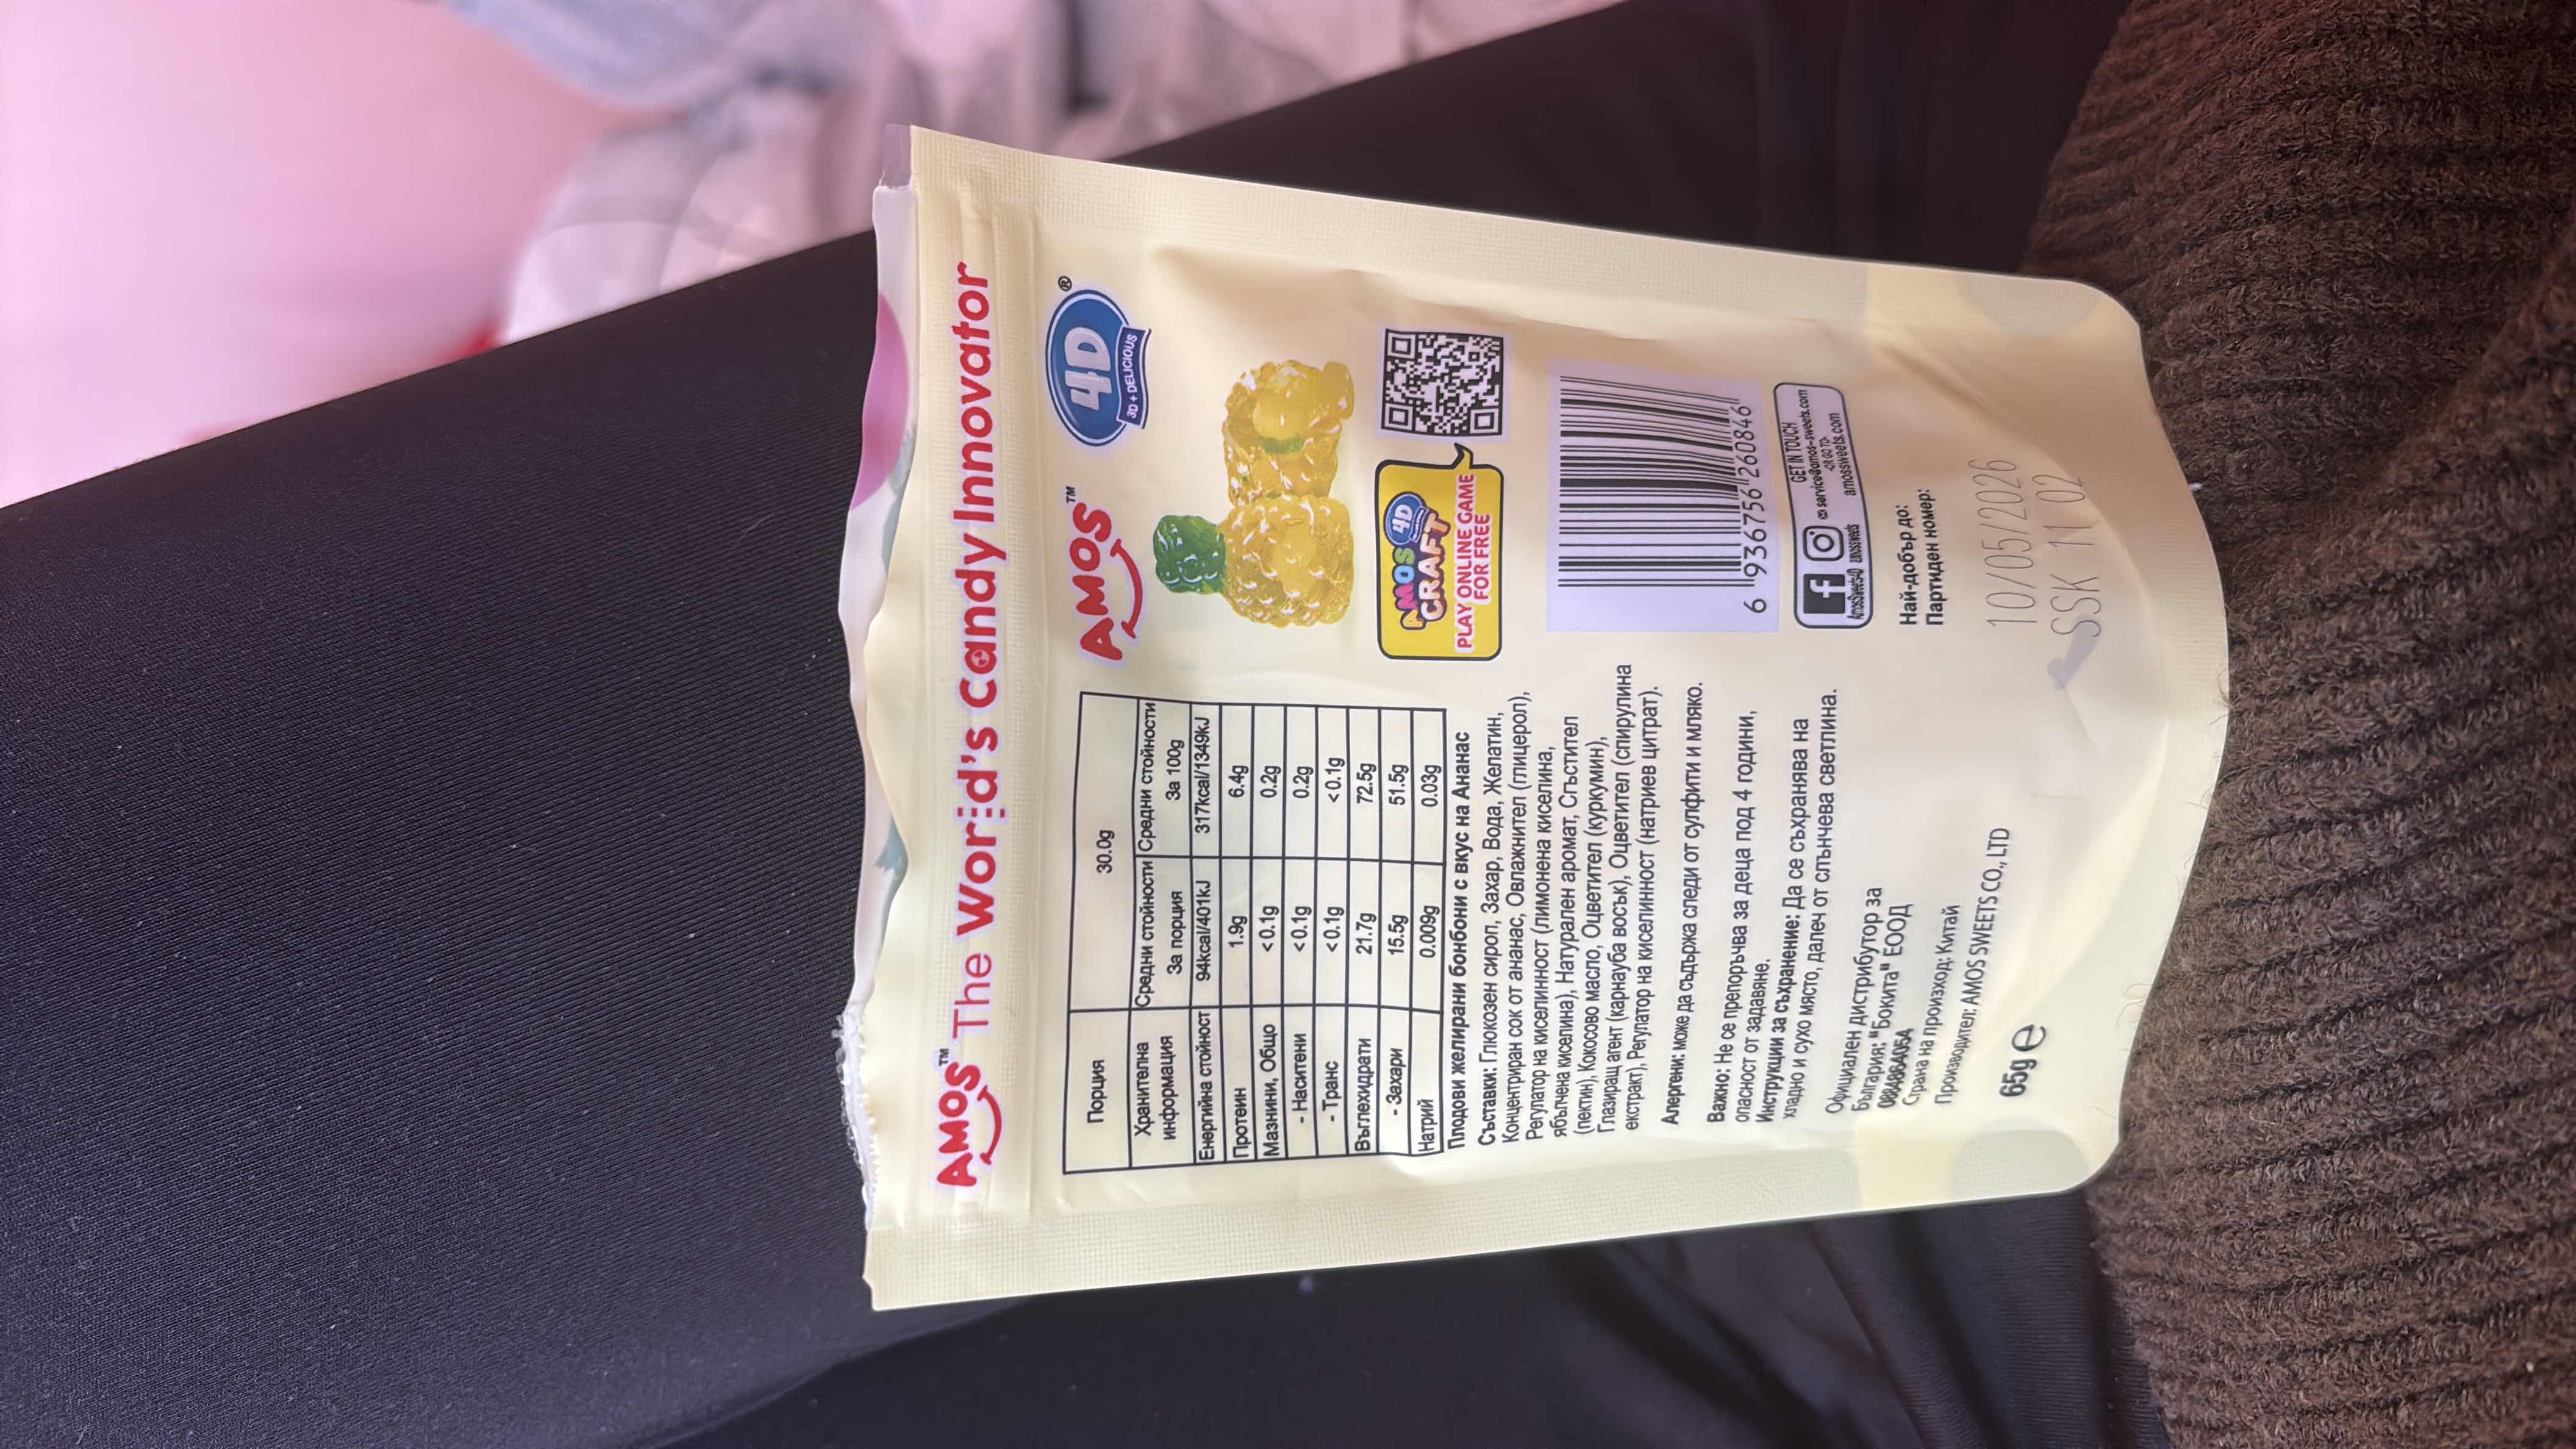 AMOS™ The World's Candy Innovator
Порция 30.0g
Хранителна информация Средни стойности За порция Средни стойности За 100g
Енергийна стойност 94kcal/401kJ 317kcal/1349kJ
Протеин 1.9g 6.4g
Мазнини, Общо <0.1g 0.2g
- Наситени <0.1g 0.2g
- Транс <0.1g <0.1g
Въглехидрати 21.7g 72.5g
- Захари 15.5g 51.5g
Натрий 0.009g 0.03g
Плодови желирани бонбони с вкус на Ананас
Съставки: Глюкозен сироп, Захар, Вода, Желатин,
Концентриран сок от ананас, Овлажнител (глицерол),
Регулатор на киселинност (лимонена киселина,
ябълчена киселина), Натурален аромат, Сгъстител
(пектин), Кокосово масло, Оцветител (куркумин),
Глазиращ агент (карнауба восък), Оцветител (спирулина
екстракт), Регулатор на киселинност (натриев цитрат).
Алергени: може да съдържа следи от сулфити и мляко.
Важно: Не се препоръчва за деца под 4 години,
опасност от задавяне.
Инструкции за съхранение: Да се съхранява на
хладно и сухо място, далеч от слънчева светлина.
Официален дистрибутор за
България: "Бокита" ЕООД
Страна на произход: Китай
Производител: AMOS SWEETS CO., LTD
65g e
AMOS™
4D®
3D + DELICIOUS
AMOS 4D
CRAFT
PLAY ONLINE GAME
FOR FREE
6 936756 260846
GET IN TOUCH
service@amos-sweets.com
-OR GO TO-
amossweets.com
AmosSweets4D amossweets
Най-добър до:
Партиден номер:
10/05/2026
SSK 11 02